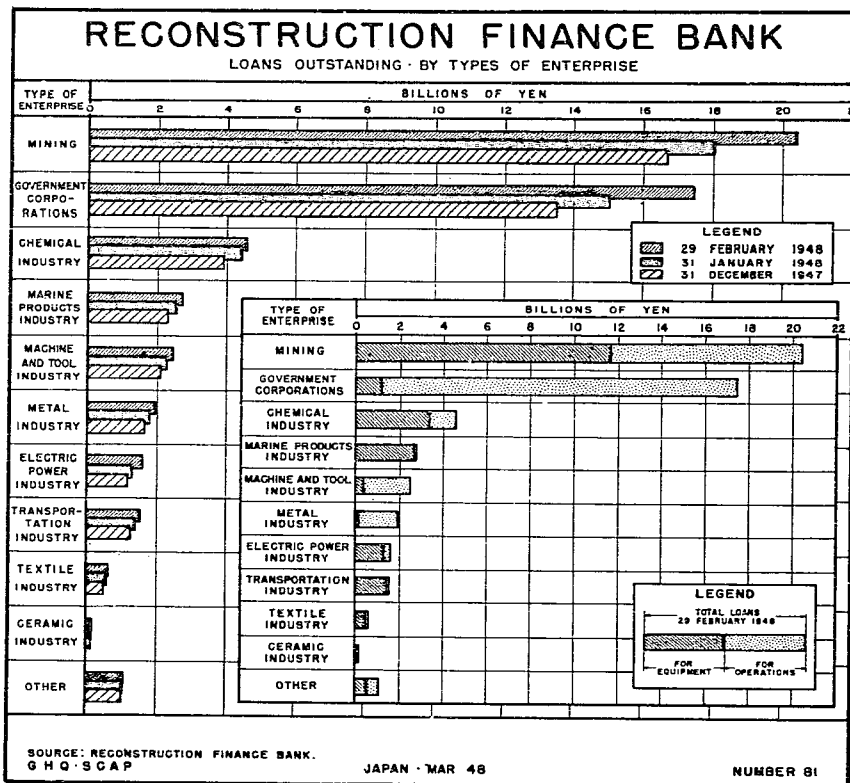 RECONSTRUCTION FINANCE BANK
LOANS OUTSTANDING · BY TYPES OF ENTERPRISE
TYPE OF
ENTERPRISE
BILLIONS OF YEN
0 2 4 6 8 10 12 14 16 18 20
MINING
GOVERNMENT
CORPO-
RATIONS
CHEMICAL
INDUSTRY
MARINE
PRODUCTS
INDUSTRY
MACHINE
AND TOOL
INDUSTRY
METAL
INDUSTRY
ELECTRIC
POWER
INDUSTRY
TRANSPOR-
TATION
INDUSTRY
TEXTILE
INDUSTRY
CERAMIC
INDUSTRY
OTHER
LEGEND
29 FEBRUARY 1948
31 JANUARY 1948
31 DECEMBER 1947
TYPE OF
ENTERPRISE
BILLIONS OF YEN
0 2 4 6 8 10 12 14 16 18 20 22
MINING
GOVERNMENT
CORPORATIONS
CHEMICAL
INDUSTRY
MARINE PRODUCTS
INDUSTRY
MACHINE AND TOOL
INDUSTRY
METAL
INDUSTRY
ELECTRIC POWER
INDUSTRY
TRANSPORTATION
INDUSTRY
TEXTILE
INDUSTRY
CERAMIC
INDUSTRY
OTHER
LEGEND
TOTAL LOANS
29 FEBRUARY 1948
FOR
EQUIPMENT
FOR
OPERATIONS
SOURCE: RECONSTRUCTION FINANCE BANK.
GHQ·SCAP
JAPAN · MAR 48
NUMBER 81